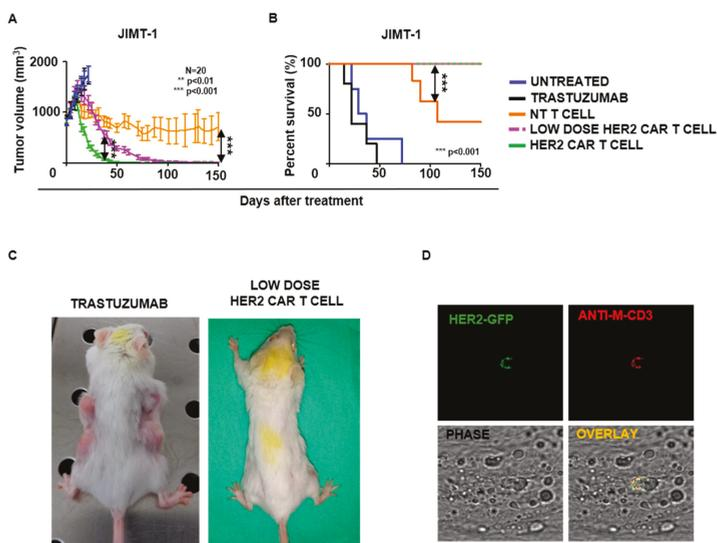 A
JIMT-1
Tumor volume (mm³)
2000
1000
0
0
50
100
150
N=20
** p<0.01
*** p<0.001
***
***
B
JIMT-1
Percent survival (%)
100
50
0
50
100
150
***
*** p<0.001
UNTREATED
TRASTUZUMAB
NT T CELL
LOW DOSE HER2 CAR T CELL
HER2 CAR T CELL
Days after treatment
C
TRASTUZUMAB
LOW DOSE
HER2 CAR T CELL
D
HER2-GFP
ANTI-M-CD3
PHASE
OVERLAY